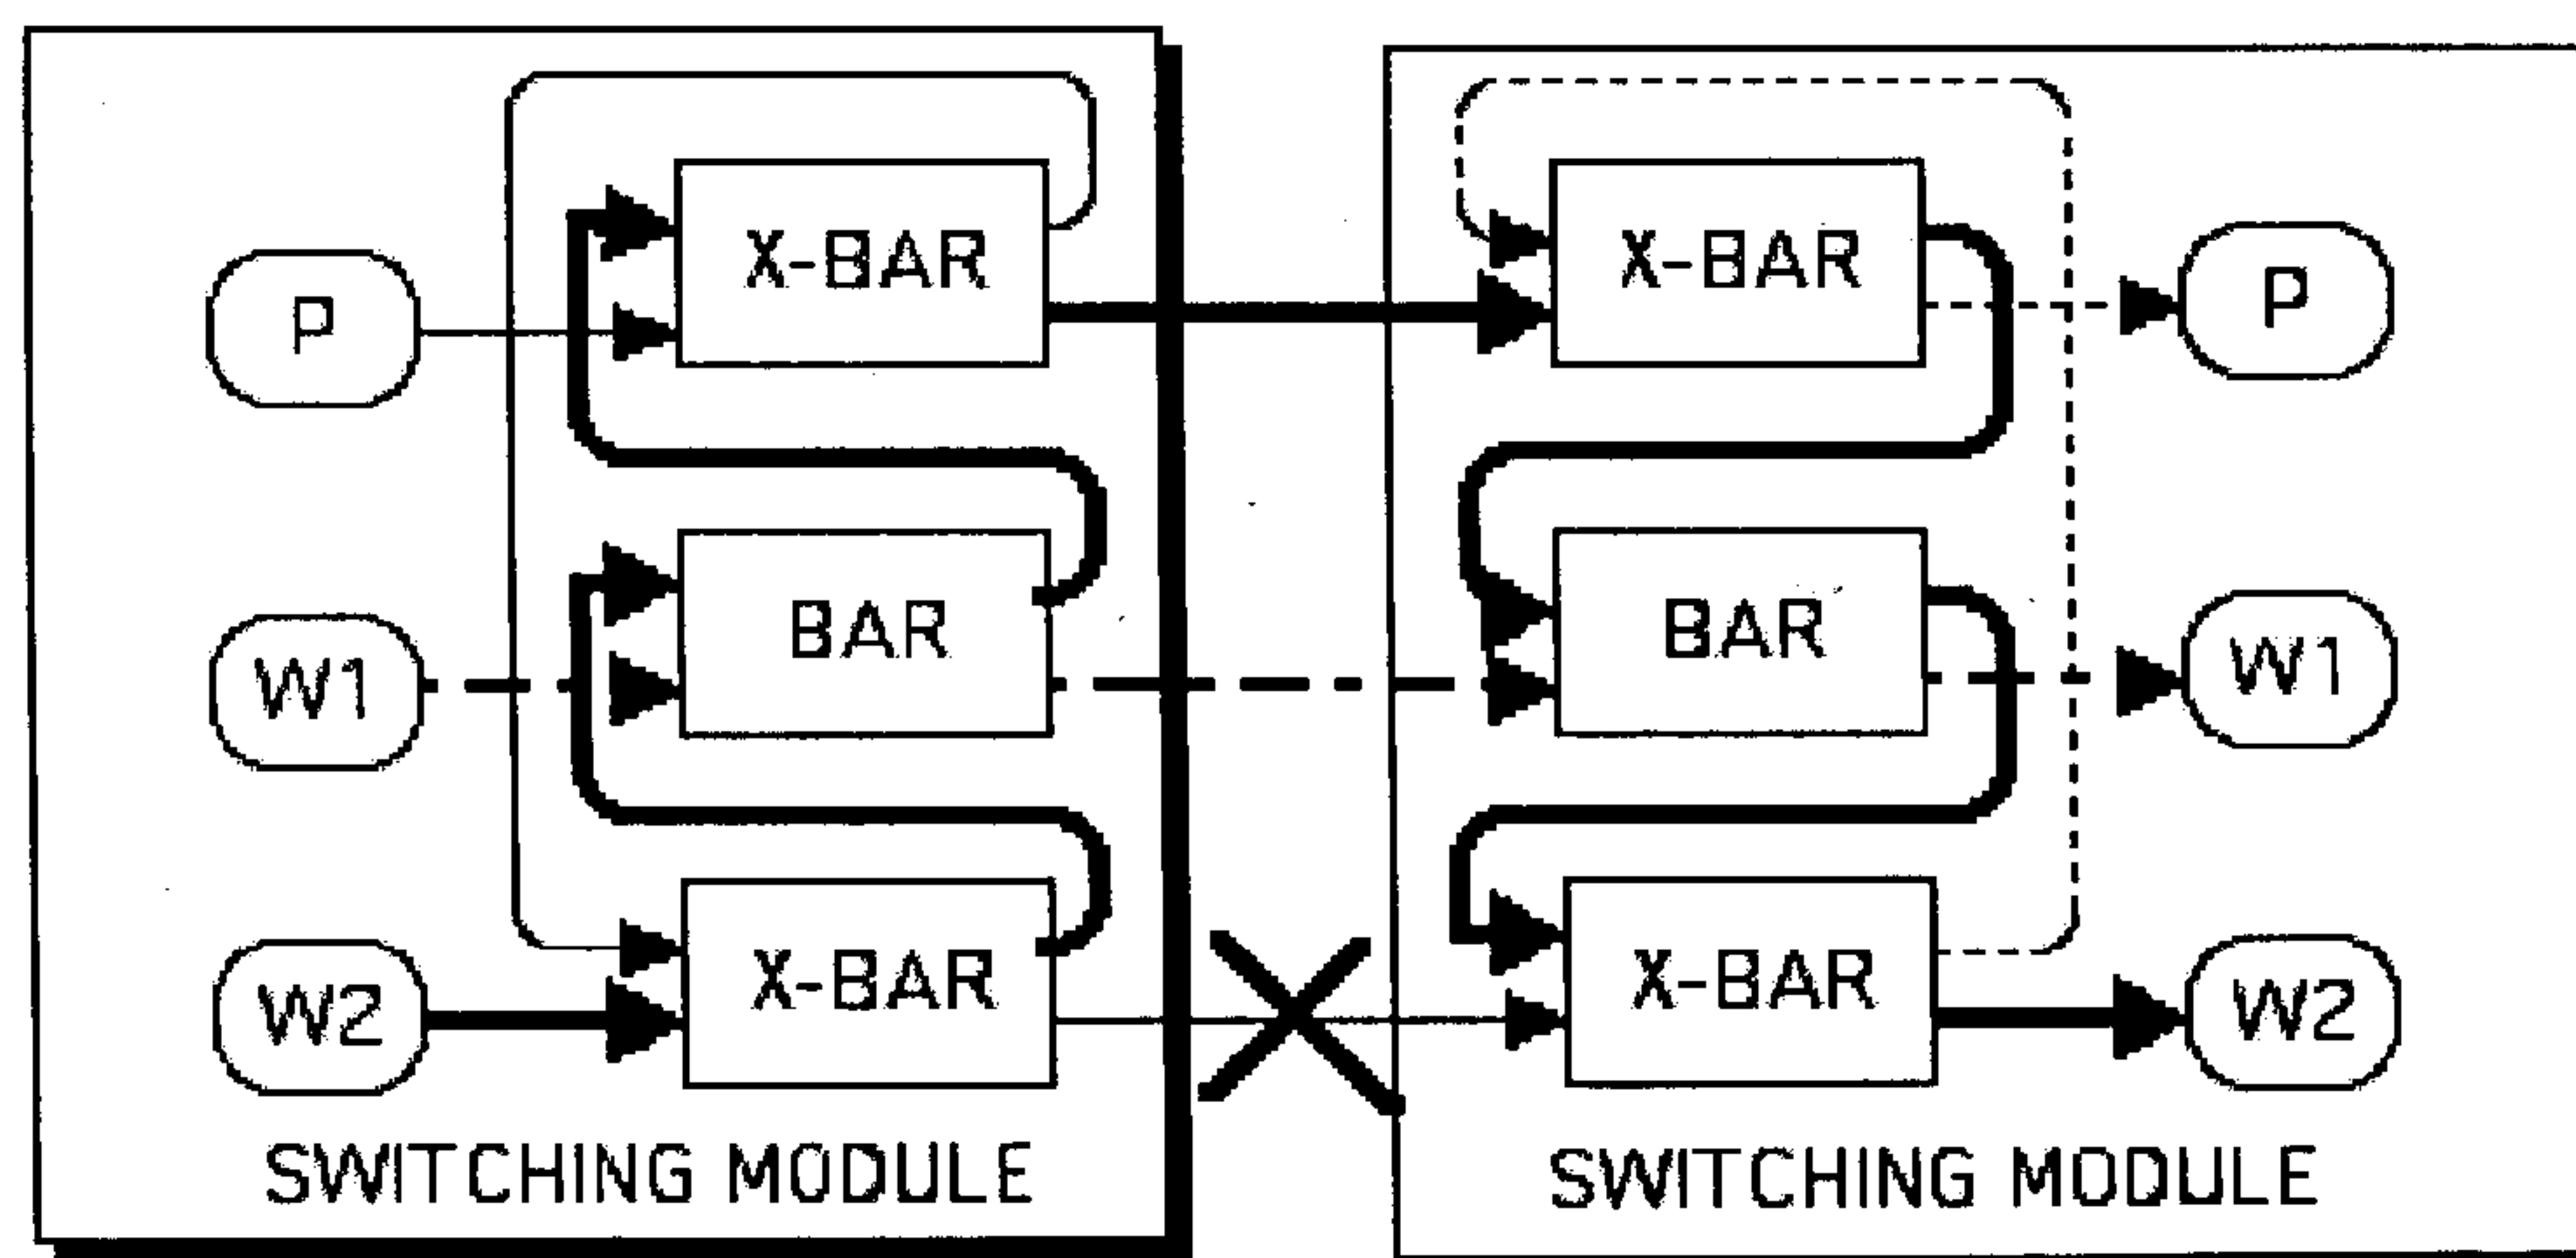 X-BAR X-BAR
P P
BAR BAR
W1 W1
X-BAR X-BAR
W2 W2
SWITCHING MODULE SWITCHING MODULE